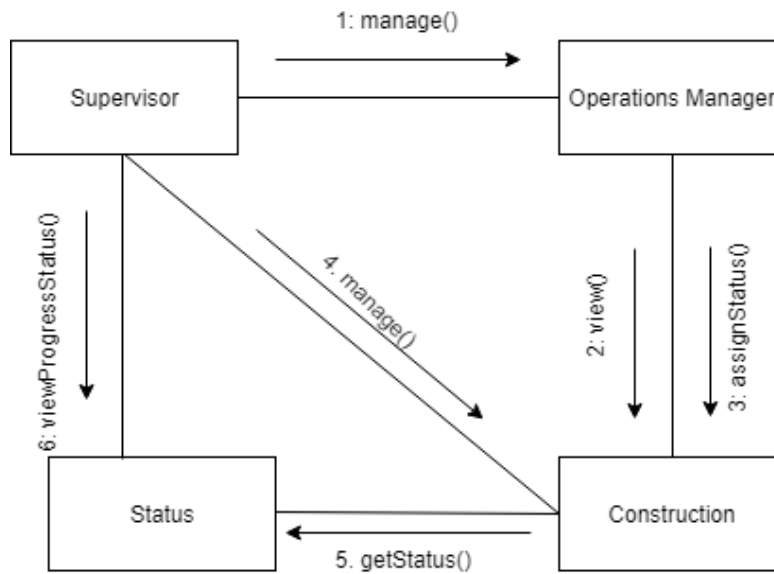 1: manage()
Supervisor
Operations Manager
6: viewProgressStatus()
4. manage()
2: view()
3: assignStatus()
Status
Construction
5. getStatus()